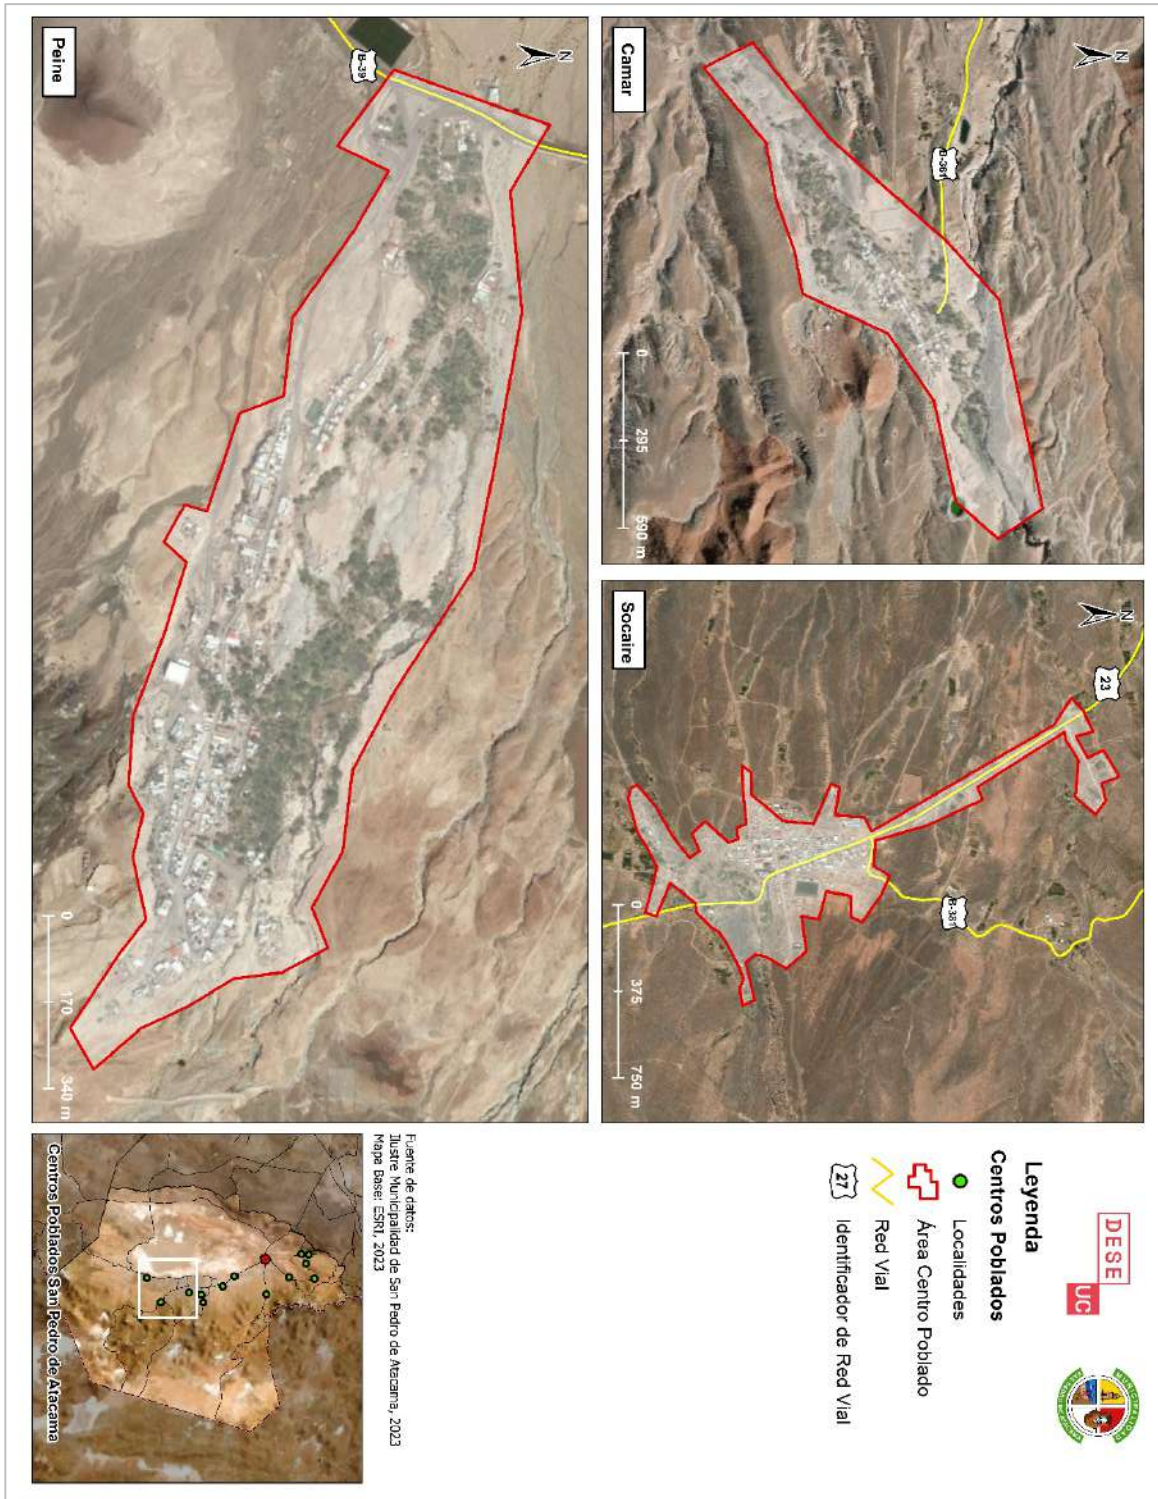 Camar
N
B-361
0 295 590 m
Socaire
N
23
B-381
0 375 750 m
Peine
N
B-39
0 170 340 m
DESE
UC
Leyenda
Centros Poblados
Localidades
Área Centro Poblado
Red Vial
27 Identificador de Red Vial
Fuente de datos:
Ilustre Municipalidad de San Pedro de Atacama, 2023
Mapa Base: ESRI, 2023
Centros Poblados San Pedro de Atacama